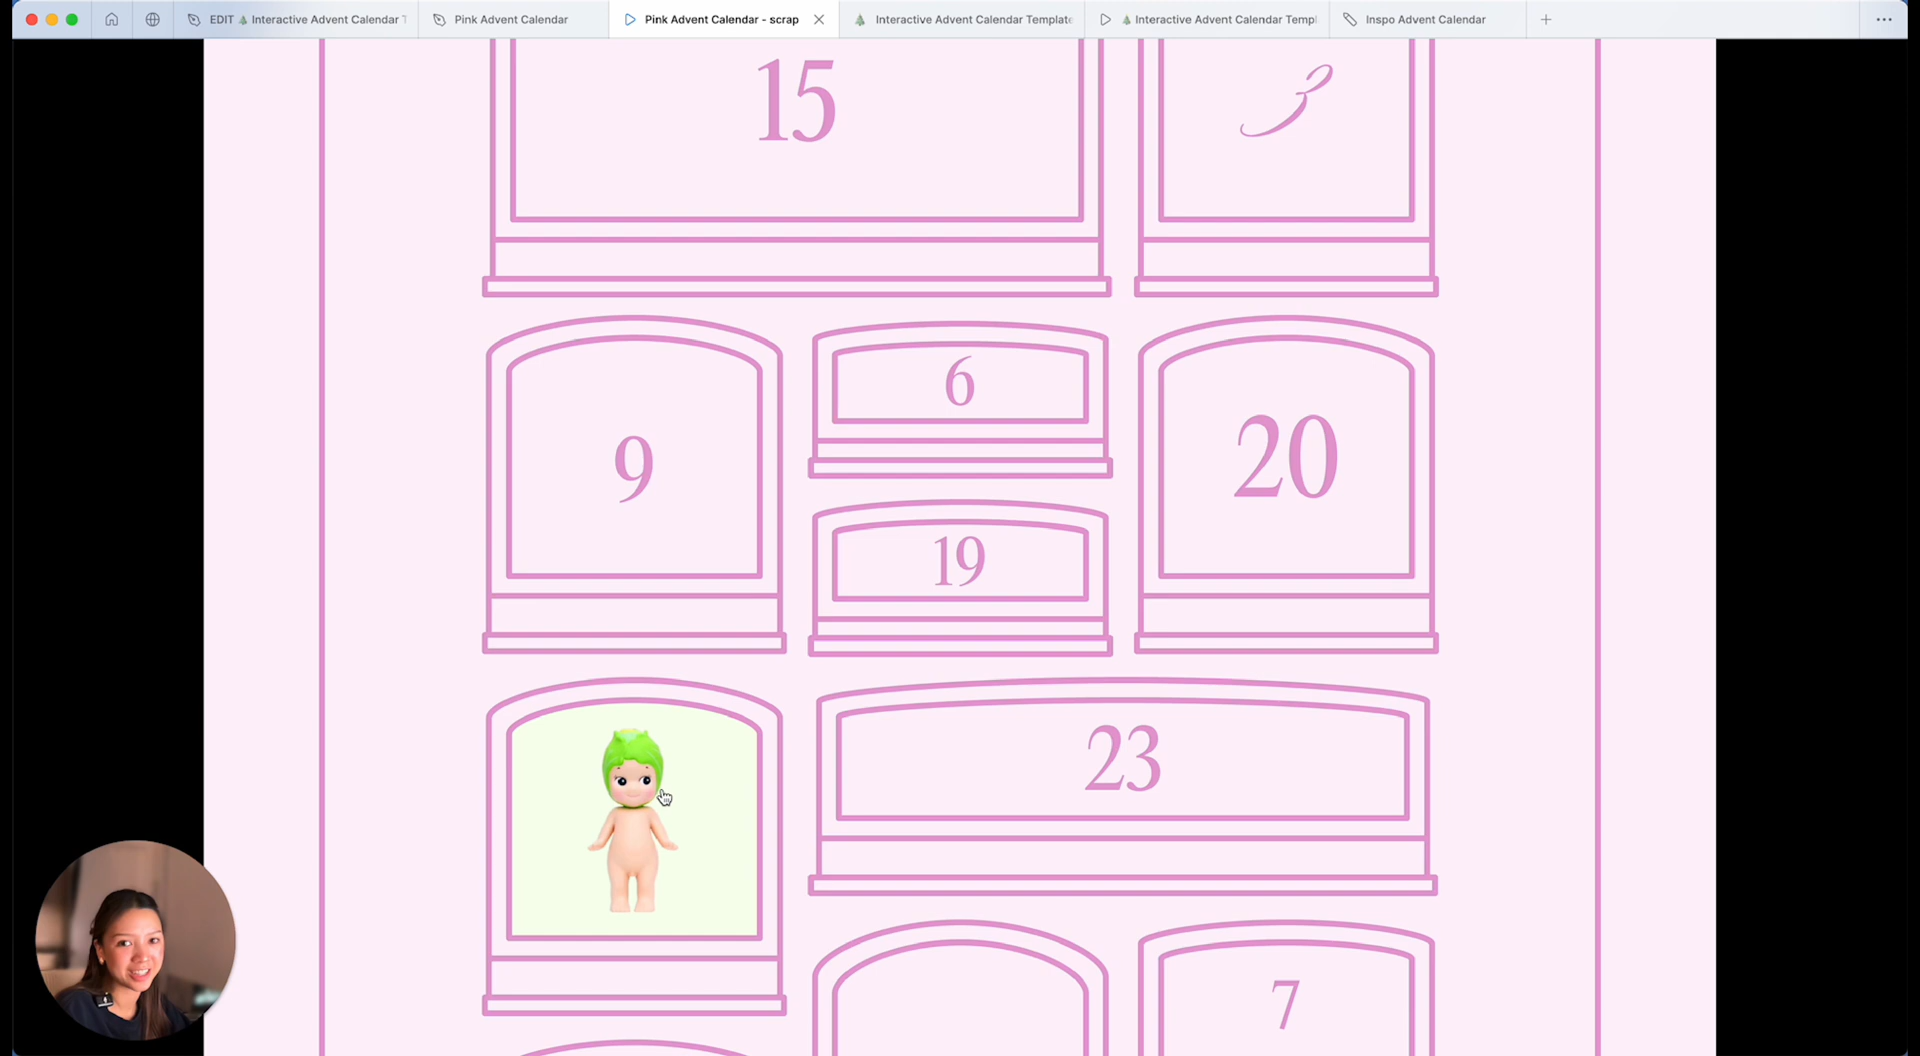 EDIT 🎄 Interactive Advent Calendar T
Pink Advent Calendar
Pink Advent Calendar - scrap
Interactive Advent Calendar Template
Interactive Advent Calendar Templ
Inspo Advent Calendar
15
3
9
6
20
19
23
7